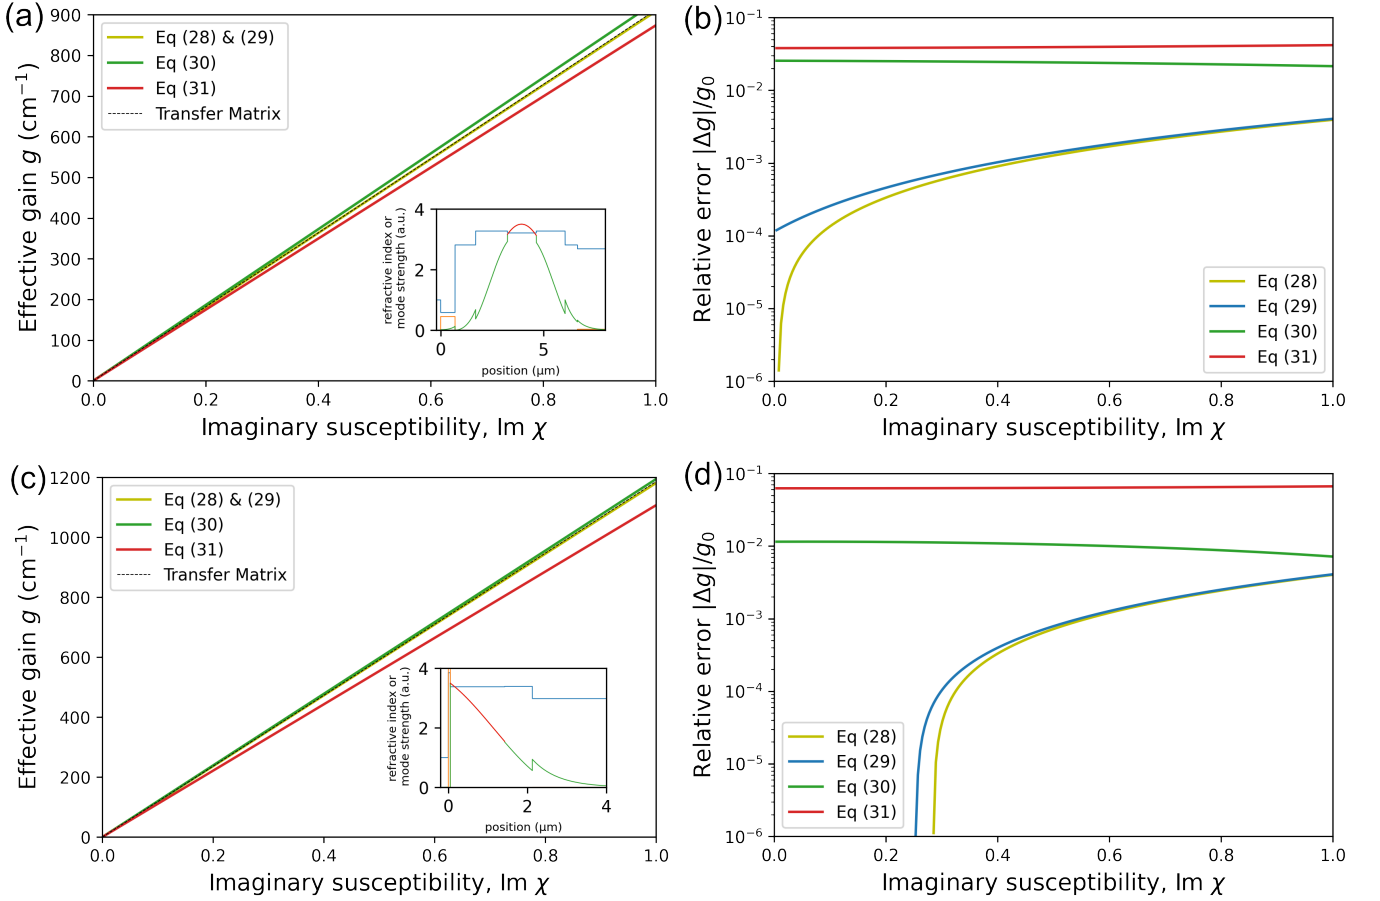 (a)
900
800
700
600
500
400
300
200
100
0
Effective gain g (cm⁻¹)
Eq (28) & (29)
Eq (30)
Eq (31)
Transfer Matrix
4
2
0
refractive index or
mode strength (a.u.)
0 5
position (μm)
0.0 0.2 0.4 0.6 0.8 1.0
Imaginary susceptibility, Im χ
(b)
10⁻¹
10⁻²
10⁻³
10⁻⁴
10⁻⁵
10⁻⁶
Relative error |Δg|/g₀
Eq (28)
Eq (29)
Eq (30)
Eq (31)
0.0 0.2 0.4 0.6 0.8 1.0
Imaginary susceptibility, Im χ
(c)
1200
1000
800
600
400
200
0
Effective gain g (cm⁻¹)
Eq (28) & (29)
Eq (30)
Eq (31)
Transfer Matrix
4
2
0
refractive index or
mode strength (a.u.)
0 2 4
position (μm)
0.0 0.2 0.4 0.6 0.8 1.0
Imaginary susceptibility, Im χ
(d)
10⁻¹
10⁻²
10⁻³
10⁻⁴
10⁻⁵
10⁻⁶
Relative error |Δg|/g₀
Eq (28)
Eq (29)
Eq (30)
Eq (31)
0.0 0.2 0.4 0.6 0.8 1.0
Imaginary susceptibility, Im χ